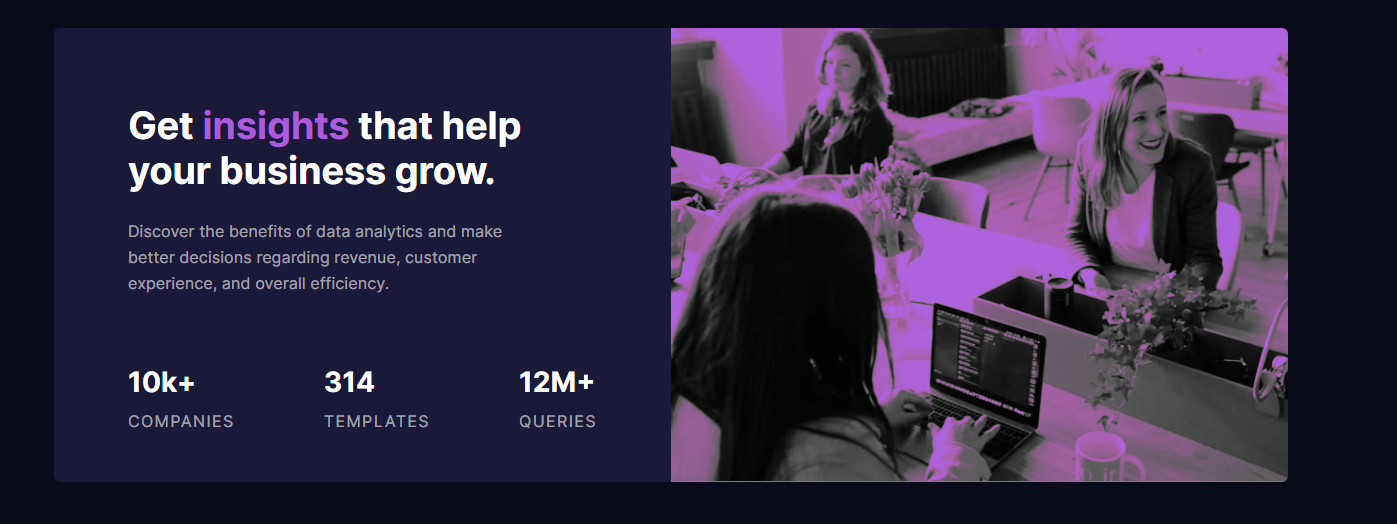 Get insights that help
your business grow.
Discover the benefits of data analytics and make
better decisions regarding revenue, customer
experience, and overall efficiency.
10k+ 314 12M+
COMPANIES TEMPLATES QUERIES